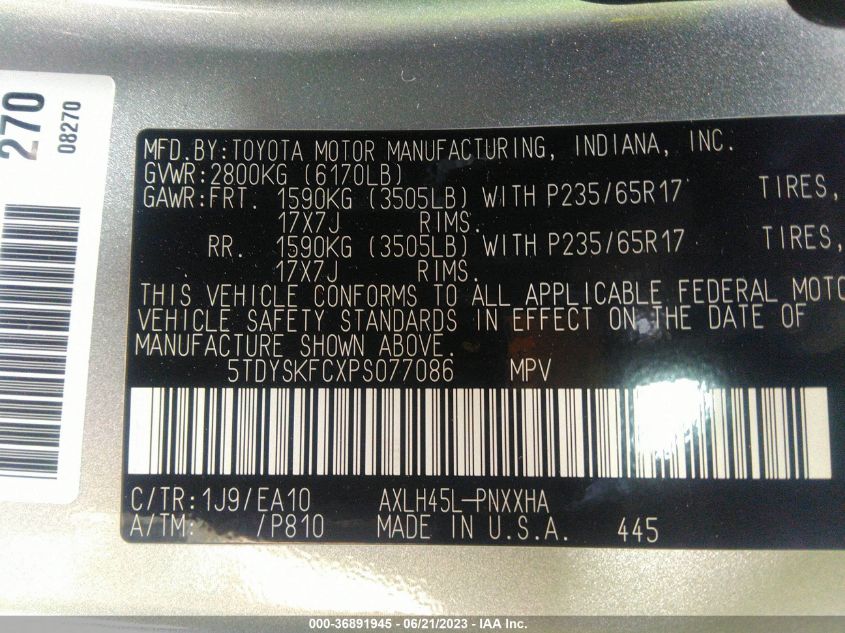 270
08270
MFD.BY:TOYOTA MOTOR MANUFACTURING, INDIANA, INC.
GVWR:2800KG (6170LB)
GAWR:FRT. 1590KG (3505LB) WITH P235/65R17 TIRES,
17X7J RIMS.
RR. 1590KG (3505LB) WITH P235/65R17 TIRES,
17X7J RIMS.
THIS VEHICLE CONFORMS TO ALL APPLICABLE FEDERAL MOTO
VEHICLE SAFETY STANDARDS IN EFFECT ON THE DATE OF
MANUFACTURE SHOWN ABOVE.
5TDYSKFCXPS077086 MPV
C/TR:1J9/EA10 AXLH45L-PNXXHA
A/TM: /P810 MADE IN U.S.A. 445
000-36891945 - 06/21/2023 - IAA Inc.